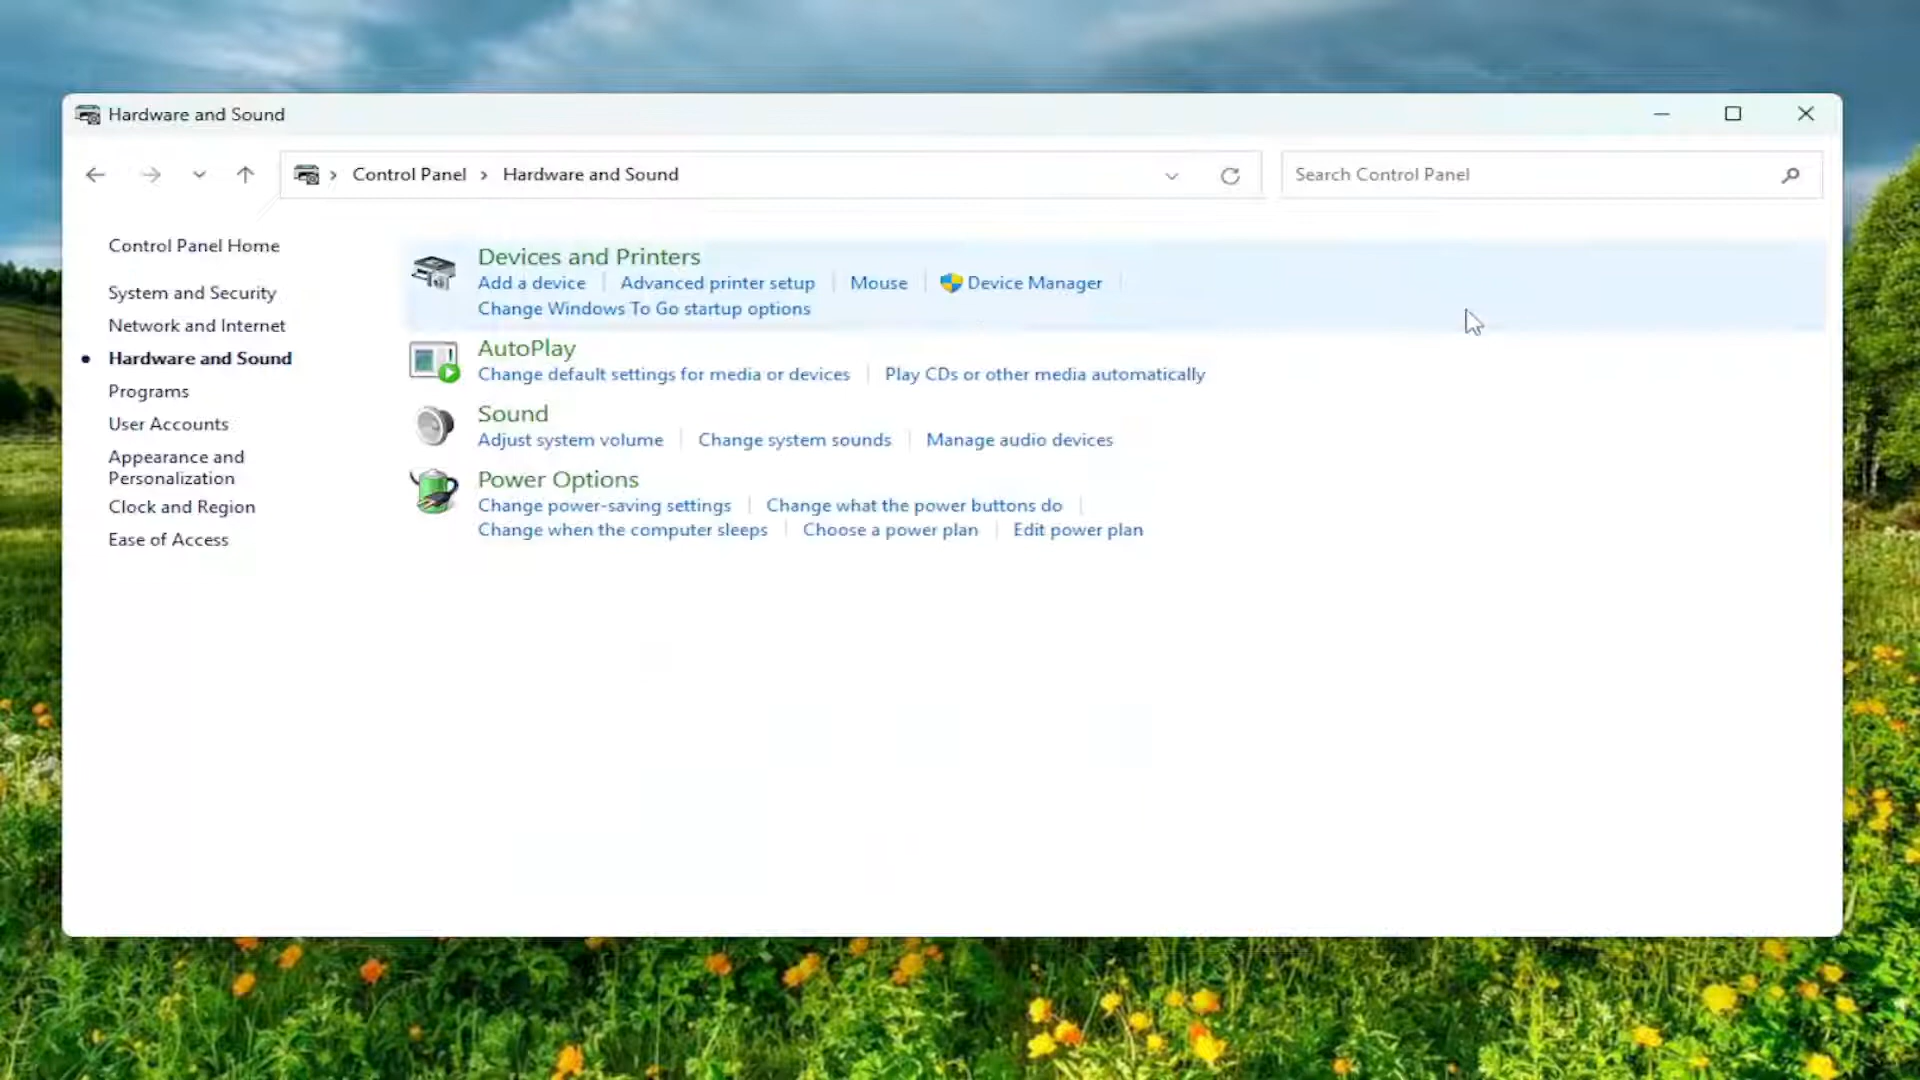 Hardware and Sound
Control Panel > Hardware and Sound
Search Control Panel
Control Panel Home
System and Security
Network and Internet
Hardware and Sound
Programs
User Accounts
Appearance and
Personalization
Clock and Region
Ease of Access
Devices and Printers
Add a device | Advanced printer setup | Mouse | Device Manager |
Change Windows To Go startup options
AutoPlay
Change default settings for media or devices | Play CDs or other media automatically
Sound
Adjust system volume | Change system sounds | Manage audio devices
Power Options
Change power-saving settings | Change what the power buttons do |
Change when the computer sleeps | Choose a power plan | Edit power plan